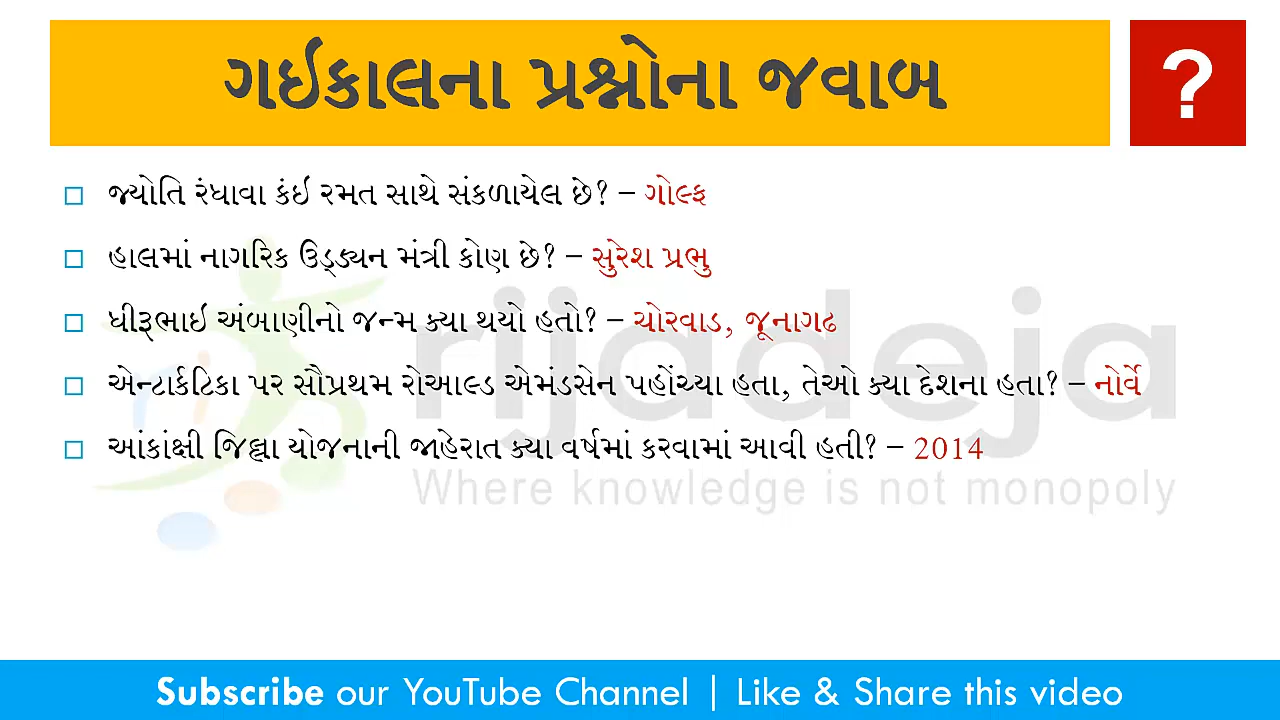 ગઈકાલના પ્રશ્નોના જવાબ
?
જ્યોતિ રંધાવા કંઈ રમત સાથે સંકળાયેલ છે? – ગોલ્ફ
હાલમાં નાગરિક ઉડ્ડ્યન મંત્રી કોણ છે? – સુરેશ પ્રભુ
ધીરૂભાઈ અંબાણીનો જન્મ ક્યા થયો હતો? – ચોરવાડ, જૂનાગઢ
એન્ટાર્કટિકા પર સૌપ્રથમ રોઆલ્ડ એમંડસેન પહોંચ્યા હતા, તેઓ ક્યા દેશના હતા? – નોર્વે
આંકાંક્ષી જિલ્લા યોજનાની જાહેરાત ક્યા વર્ષમાં કરવામાં આવી હતી? – 2014
rijadeja
Where knowledge is not monopoly
Subscribe our YouTube Channel | Like & Share this video